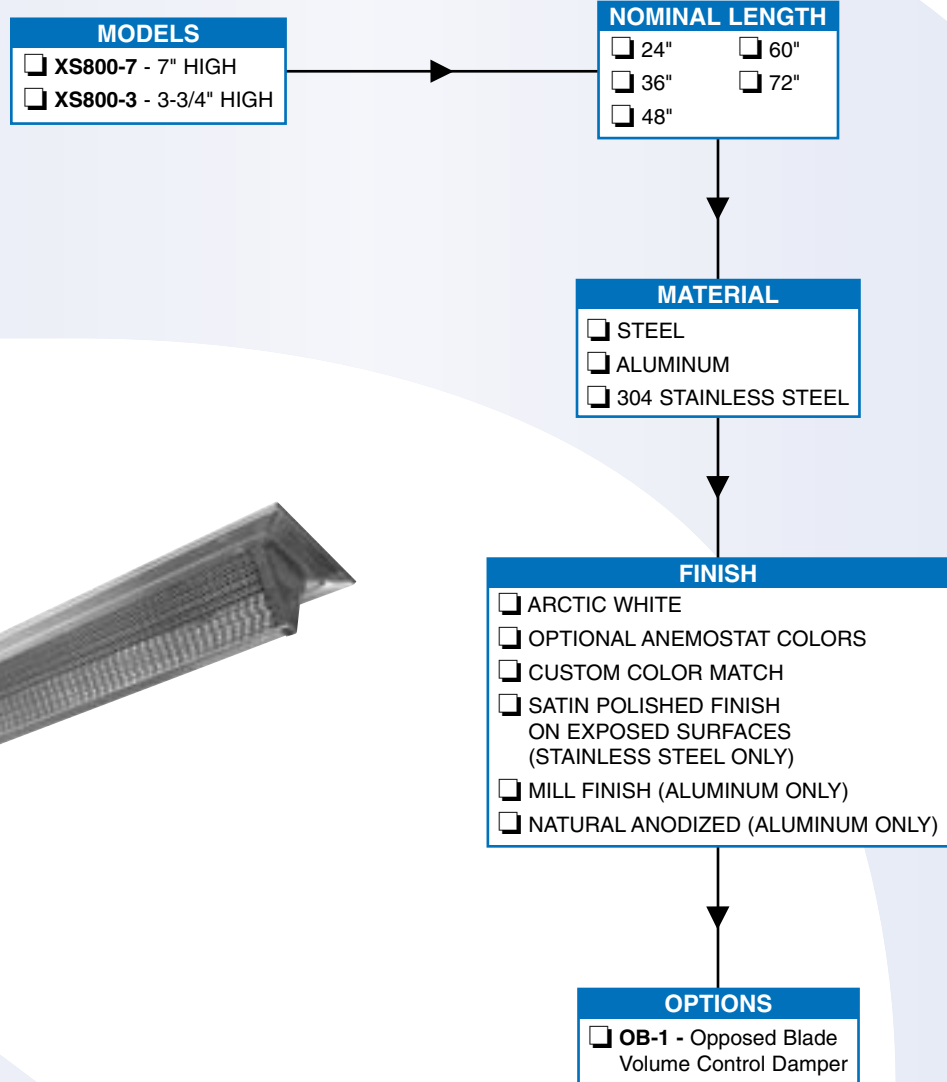 MODELS
❏ XS800-7 - 7" HIGH
❏ XS800-3 - 3-3/4" HIGH
NOMINAL LENGTH
❏ 24" ❏ 60"
❏ 36" ❏ 72"
❏ 48"
MATERIAL
❏ STEEL
❏ ALUMINUM
❏ 304 STAINLESS STEEL
FINISH
❏ ARCTIC WHITE
❏ OPTIONAL ANEMOSTAT COLORS
❏ CUSTOM COLOR MATCH
❏ SATIN POLISHED FINISH
ON EXPOSED SURFACES
(STAINLESS STEEL ONLY)
❏ MILL FINISH (ALUMINUM ONLY)
❏ NATURAL ANODIZED (ALUMINUM ONLY)
OPTIONS
❏ OB-1 - Opposed Blade
Volume Control Damper